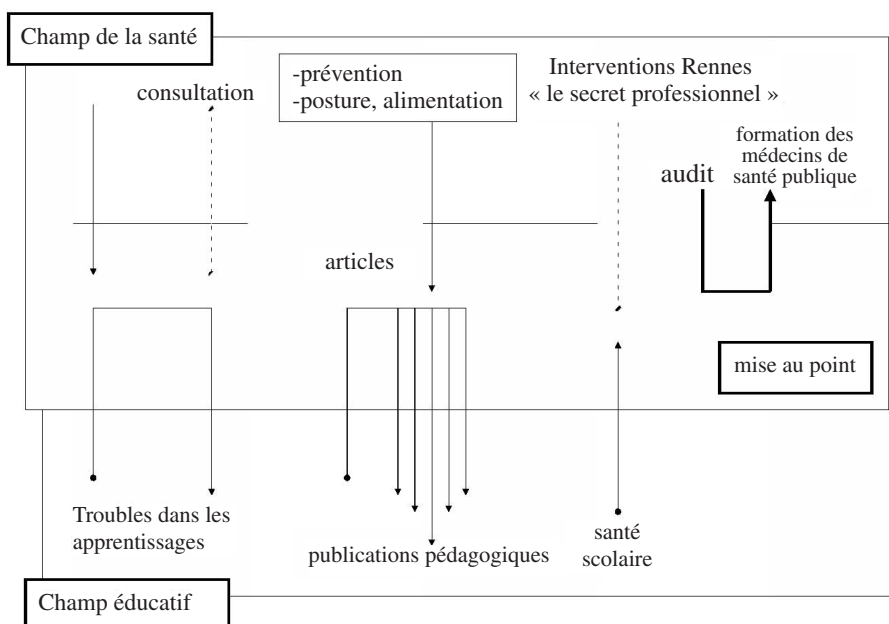 Champ de la santé
consultation
-prévention
-posture, alimentation
Interventions Rennes
« le secret professionnel »
audit
formation des
médecins de
santé publique
articles
mise au point
Troubles dans les
apprentissages
publications pédagogiques
santé
scolaire
Champ éducatif